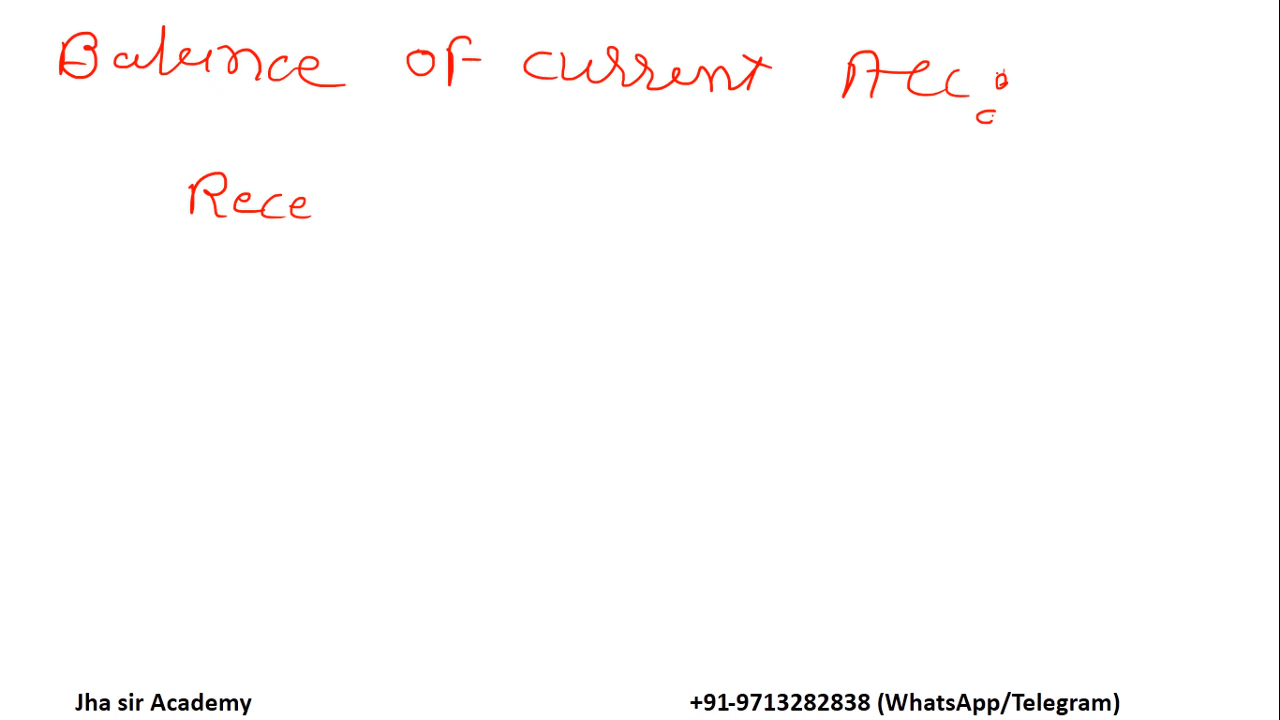 Balance of current Acc:
Rece
Jha sir Academy
+91-9713282838 (WhatsApp/Telegram)